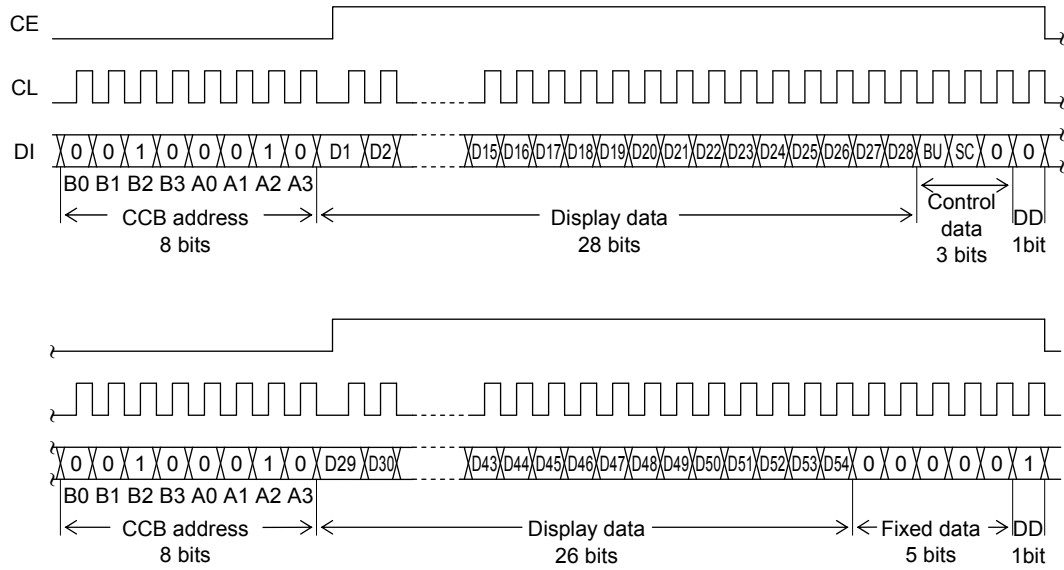 CE
CL
DI 0 0 1 0 0 0 1 0 D1 D2 D15 D16 D17 D18 D19 D20 D21 D22 D23 D24 D25 D26 D27 D28 BU SC 0 0
B0 B1 B2 B3 A0 A1 A2 A3
CCB address
8 bits
Display data
28 bits
Control
data
3 bits
DD
1bit
0 0 1 0 0 0 1 0 D29 D30 D43 D44 D45 D46 D47 D48 D49 D50 D51 D52 D53 D54 0 0 0 0 0 1
B0 B1 B2 B3 A0 A1 A2 A3
CCB address
8 bits
Display data
26 bits
Fixed data
5 bits
DD
1bit